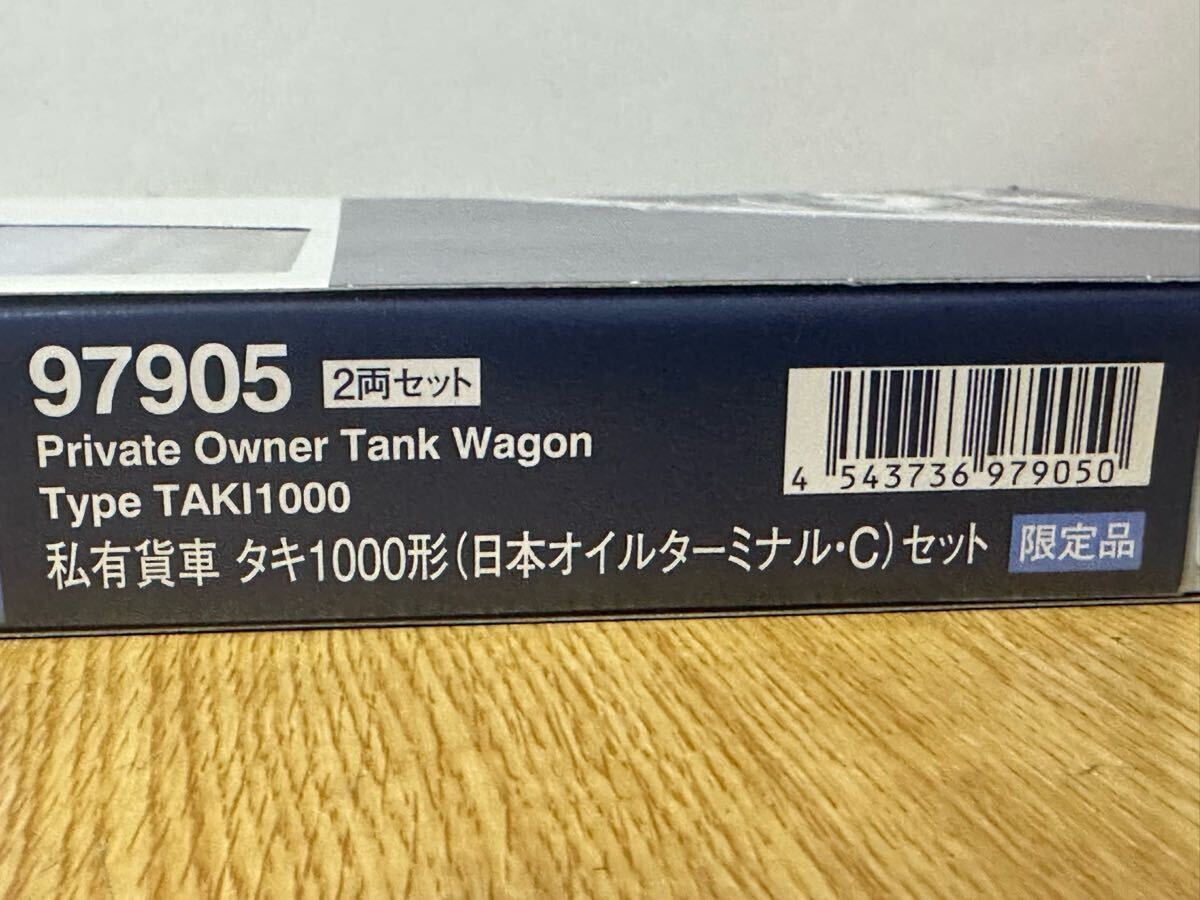 97905 2両セット
Private Owner Tank Wagon
Type TAKI1000
私有貨車 タキ1000形(日本オイルターミナル・C)セット 限定品
4 543736 979050